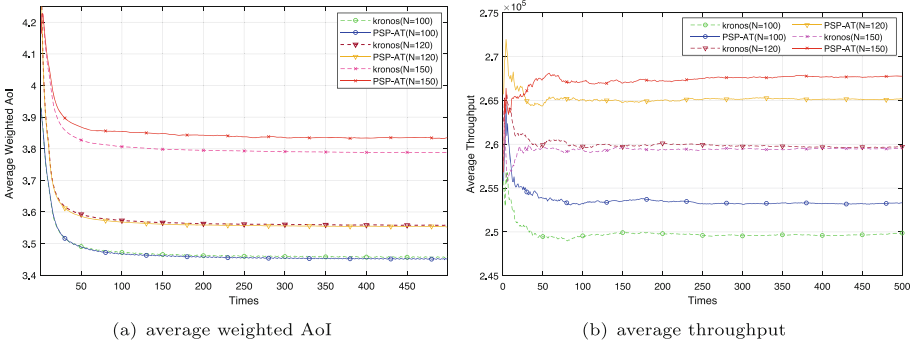 4.2
4.1
4
3.9
3.8
3.7
3.6
3.5
3.4
Average Weighted AoI
kronos(N=100)
PSP-AT(N=100)
kronos(N=120)
PSP-AT(N=120)
kronos(N=150)
PSP-AT(N=150)
50 100 150 200 250 300 350 400 450
Times
(a) average weighted AoI
×10⁵
2.75
2.7
2.65
2.6
2.55
2.5
2.45
Average Throughput
kronos(N=100) PSP-AT(N=120)
PSP-AT(N=100) kronos(N=150)
kronos(N=120) PSP-AT(N=150)
0 50 100 150 200 250 300 350 400 450 500
Times
(b) average throughput